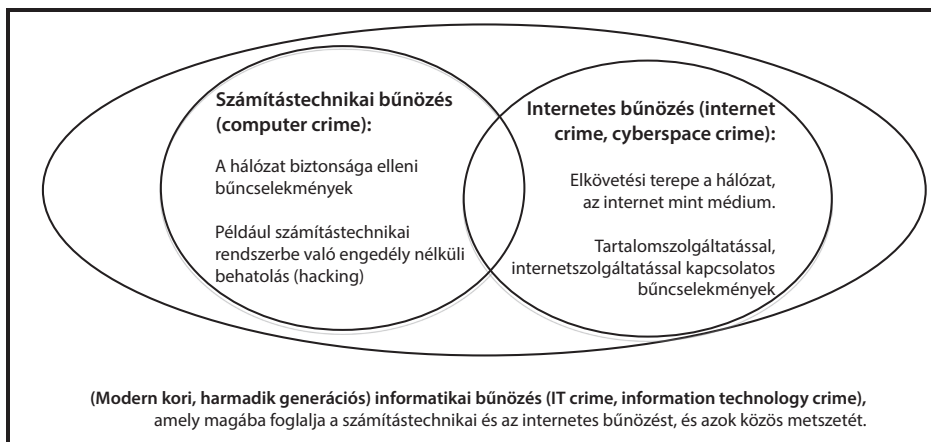 Számítástechnikai bűnözés
(computer crime):
A hálózat biztonsága elleni
bűncselekmények
Például számítástechnikai
rendszerbe való engedély nélküli
behatolás (hacking)
Internetes bűnözés (internet
crime, cyberspace crime):
Elkövetési terepe a hálózat,
az internet mint médium.
Tartalomszolgáltatással,
internetszolgáltatással kapcsolatos
bűncselekmények
(Modern kori, harmadik generációs) informatikai bűnözés (IT crime, information technology crime),
amely magába foglalja a számítástechnikai és az internetes bűnözést, és azok közös metszetét.